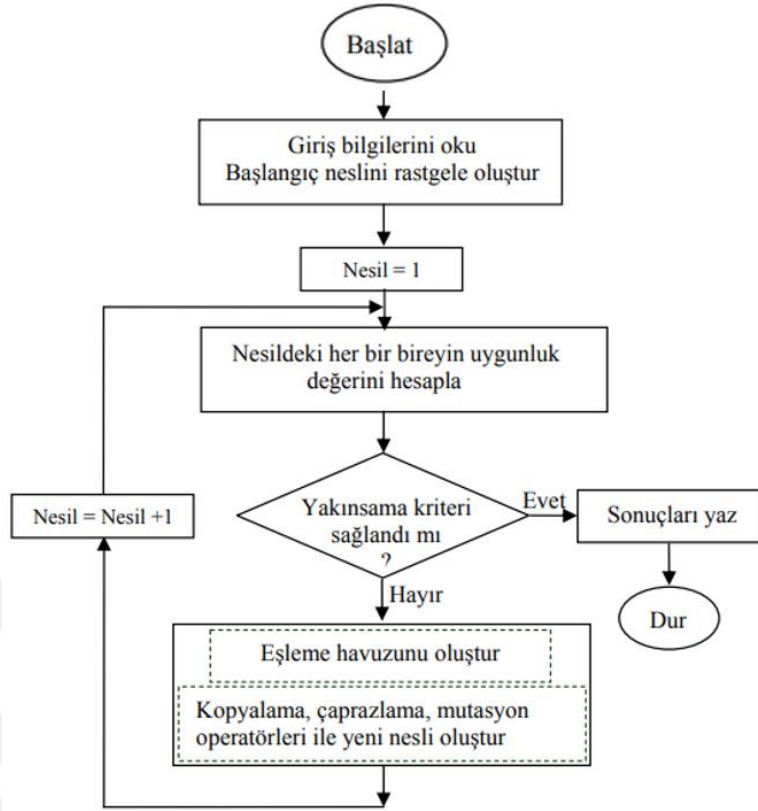 Başlat
Giriş bilgilerini oku
Başlangıç neslini rastgele oluştur
Nesil = 1
Nesildeki her bir bireyin uygunluk
değerini hesapla
Yakınsama kriteri
sağlandı mı
?
Evet
Sonuçları yaz
Dur
Hayır
Eşleme havuzunu oluştur
Kopyalama, çaprazlama, mutasyon
operatörleri ile yeni nesli oluştur
Nesil = Nesil +1